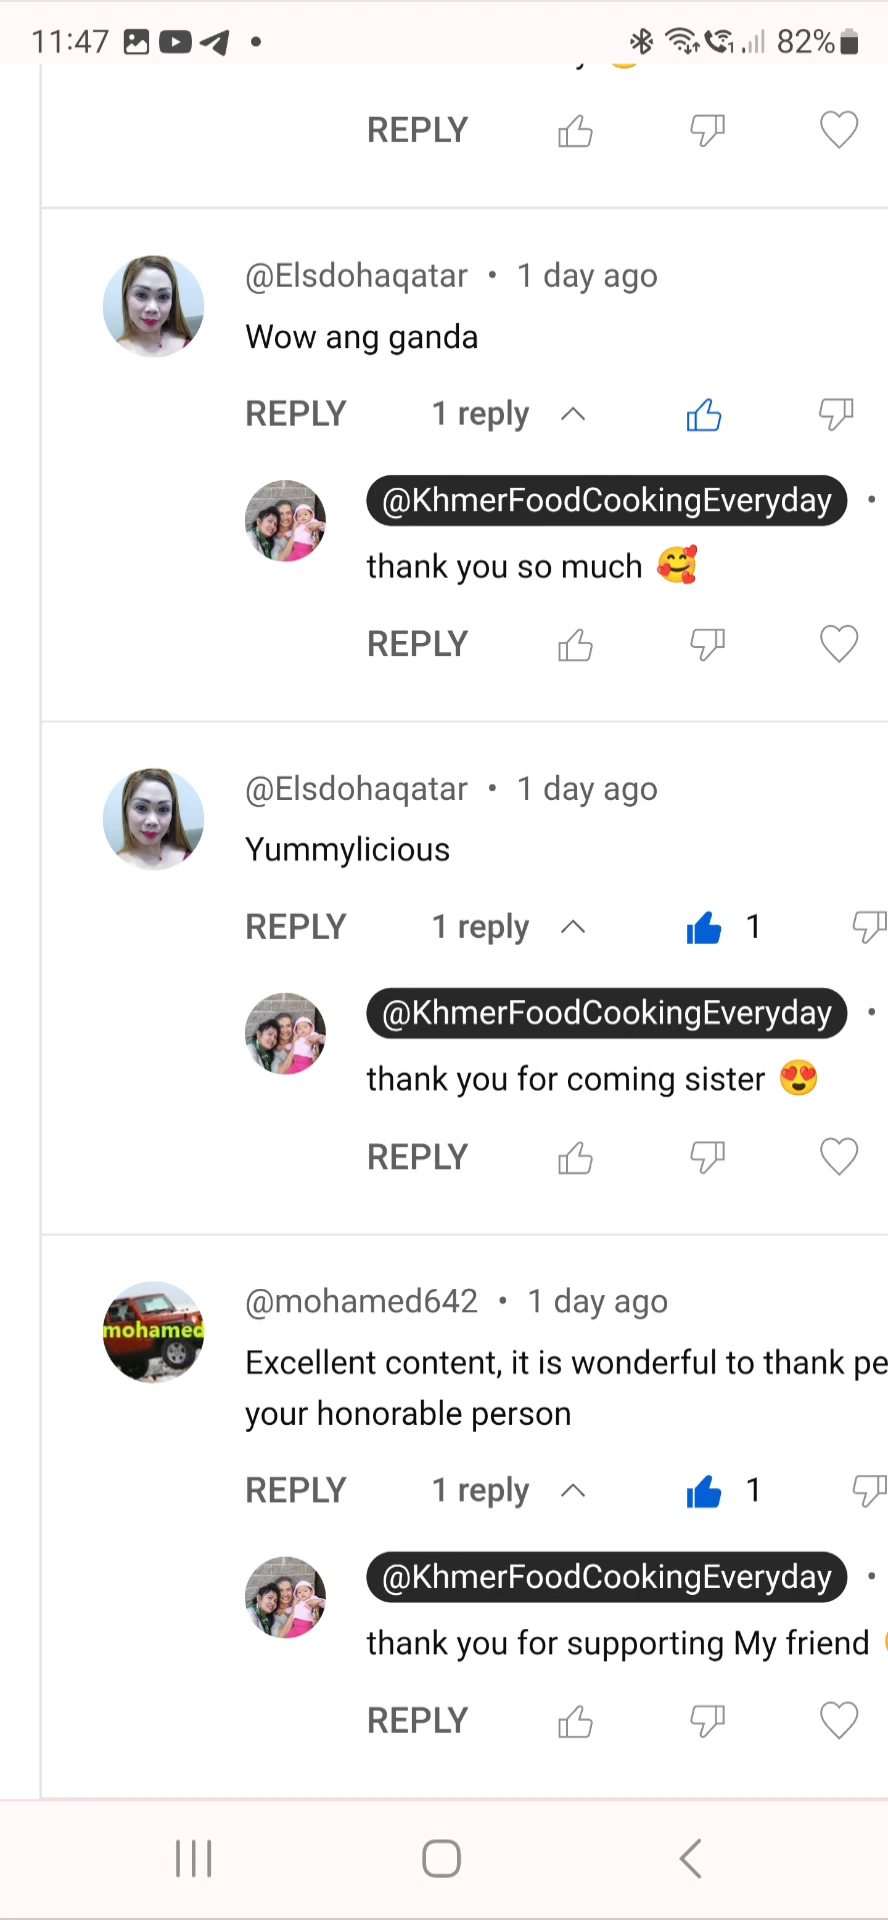 11:47 82%
REPLY
@Elsdohaqatar • 1 day ago
Wow ang ganda
REPLY 1 reply
@KhmerFoodCookingEveryday •
thank you so much 🥰
REPLY
@Elsdohaqatar • 1 day ago
Yummylicious
REPLY 1 reply 1
@KhmerFoodCookingEveryday •
thank you for coming sister 😍
REPLY
mohamed
@mohamed642 • 1 day ago
Excellent content, it is wonderful to thank pe
your honorable person
REPLY 1 reply 1
@KhmerFoodCookingEveryday •
thank you for supporting My friend
REPLY